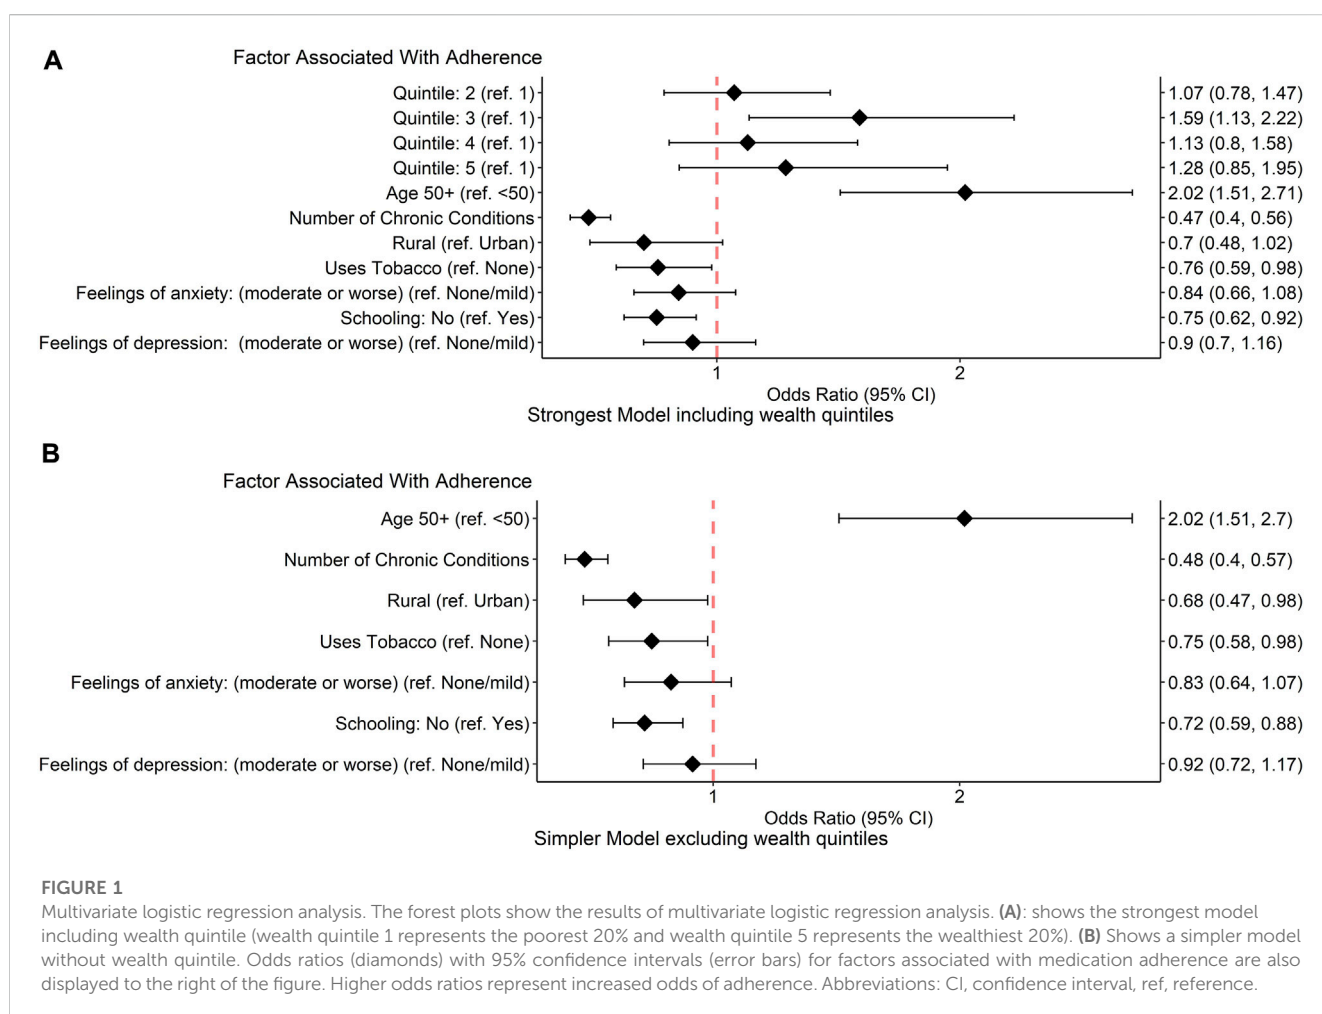 A
Factor Associated With Adherence
Quintile: 2 (ref. 1) 1.07 (0.78, 1.47)
Quintile: 3 (ref. 1) 1.59 (1.13, 2.22)
Quintile: 4 (ref. 1) 1.13 (0.8, 1.58)
Quintile: 5 (ref. 1) 1.28 (0.85, 1.95)
Age 50+ (ref. <50) 2.02 (1.51, 2.71)
Number of Chronic Conditions 0.47 (0.4, 0.56)
Rural (ref. Urban) 0.7 (0.48, 1.02)
Uses Tobacco (ref. None) 0.76 (0.59, 0.98)
Feelings of anxiety: (moderate or worse) (ref. None/mild) 0.84 (0.66, 1.08)
Schooling: No (ref. Yes) 0.75 (0.62, 0.92)
Feelings of depression:  (moderate or worse) (ref. None/mild) 0.9 (0.7, 1.16)
1 2
Odds Ratio (95% CI)
Strongest Model including wealth quintiles
B
Factor Associated With Adherence
Age 50+ (ref. <50) 2.02 (1.51, 2.7)
Number of Chronic Conditions 0.48 (0.4, 0.57)
Rural (ref. Urban) 0.68 (0.47, 0.98)
Uses Tobacco (ref. None) 0.75 (0.58, 0.98)
Feelings of anxiety: (moderate or worse) (ref. None/mild) 0.83 (0.64, 1.07)
Schooling: No (ref. Yes) 0.72 (0.59, 0.88)
Feelings of depression: (moderate or worse) (ref. None/mild) 0.92 (0.72, 1.17)
1 2
Odds Ratio (95% CI)
Simpler Model excluding wealth quintiles
FIGURE 1
Multivariate logistic regression analysis. The forest plots show the results of multivariate logistic regression analysis. (A): shows the strongest model
including wealth quintile (wealth quintile 1 represents the poorest 20% and wealth quintile 5 represents the wealthiest 20%). (B) Shows a simpler model
without wealth quintile. Odds ratios (diamonds) with 95% confidence intervals (error bars) for factors associated with medication adherence are also
displayed to the right of the figure. Higher odds ratios represent increased odds of adherence. Abbreviations: CI, confidence interval, ref, reference.